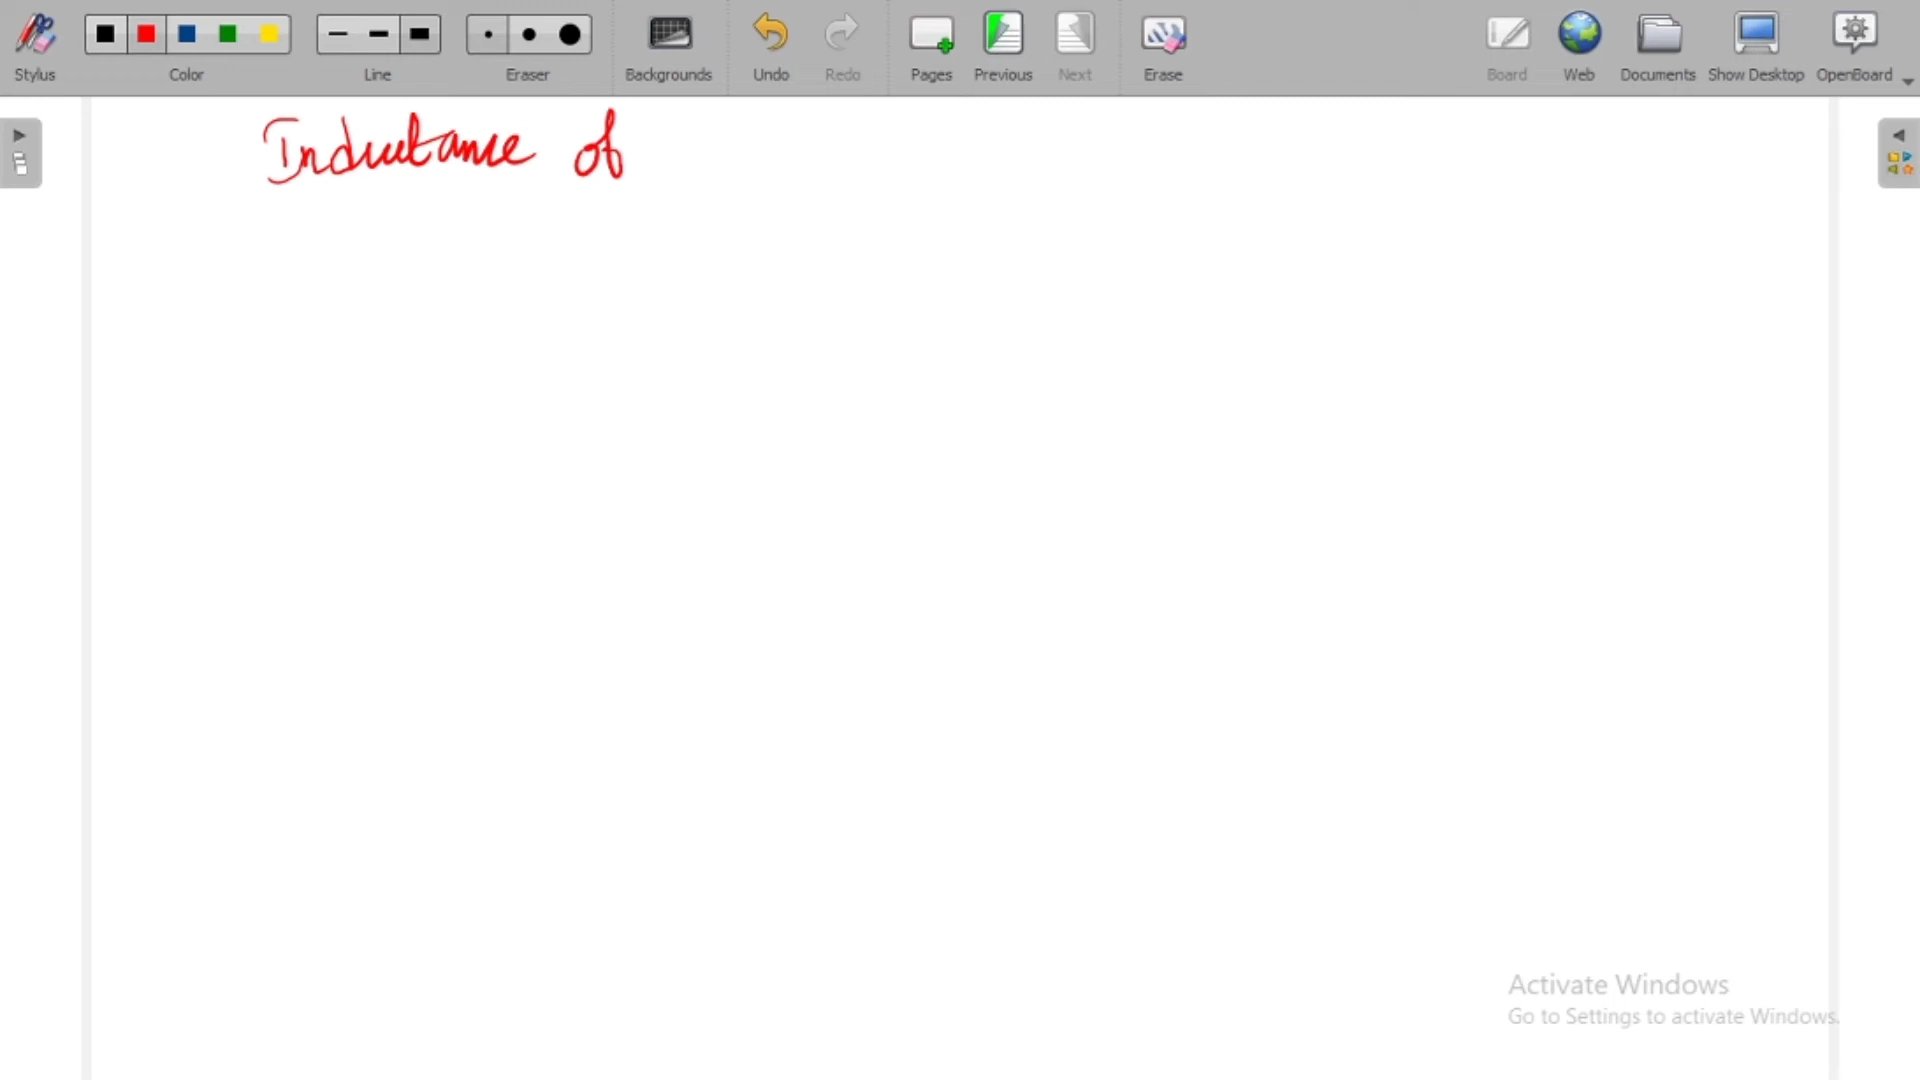 Stylus Color Line Eraser Backgrounds Undo Redo Pages Previous Next Erase Board Web Documents Show Desktop OpenBoard
Inductance of
Activate Windows
Go to Settings to activate Windows.